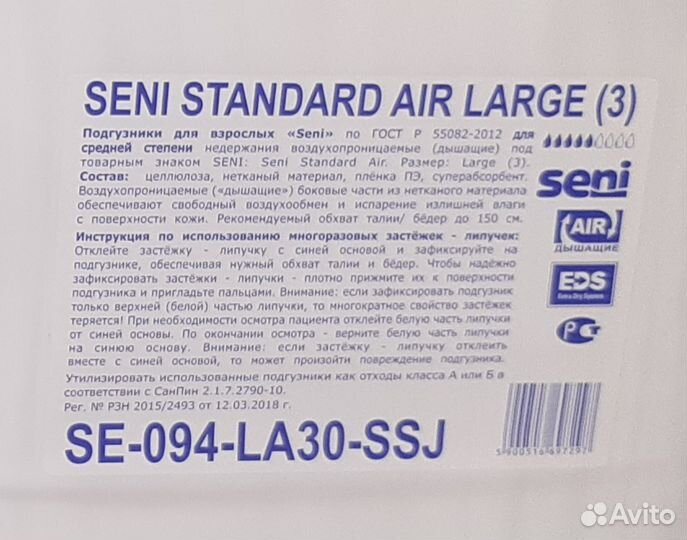 SENI STANDARD AIR LARGE (3)
Подгузники для взрослых «Seni» по ГОСТ Р 55082-2012 для
средней степени недержания воздухопроницаемые (дышащие) под
товарным знаком SENI: Seni Standard Air. Размер: Large (3).
Состав: целлюлоза, нетканый материал, плёнка ПЭ, суперабсорбент.
Воздухопроницаемые («дышащие») боковые части из нетканого материала
обеспечивают свободный воздухообмен и испарение излишней влаги
с поверхности кожи. Рекомендуемый обхват талии/ бёдер до 150 см.
seni
AIR
ДЫШАЩИЕ
EDS
Extra Dry System
РСТ
Инструкция по использованию многоразовых застёжек - липучек:
Отклейте застёжку - липучку с синей основой и зафиксируйте на
подгузнике, обеспечивая нужный обхват талии и бёдер. Чтобы надёжно
зафиксировать застёжки - липучки - плотно прижмите их к поверхности
подгузника и пригладьте пальцами. Внимание: если зафиксировать подгузник
только верхней (белой) частью липучки, то многократное свойство застёжек
теряется! При необходимости осмотра пациента отклейте белую часть липучки
от синей основы. По окончании осмотра - верните белую часть липучки
на синюю основу. Внимание: если застёжку - липучку отклеить
вместе с синей основой, то может произойти повреждение подгузника.
Утилизировать использованные подгузники как отходы класса А или Б в
соответствии с СанПин 2.1.7.2790-10.
Рег. № РЗН 2015/2493 от 12.03.2018 г.
SE-094-LA30-SSJ
5 900516 697297
Avito